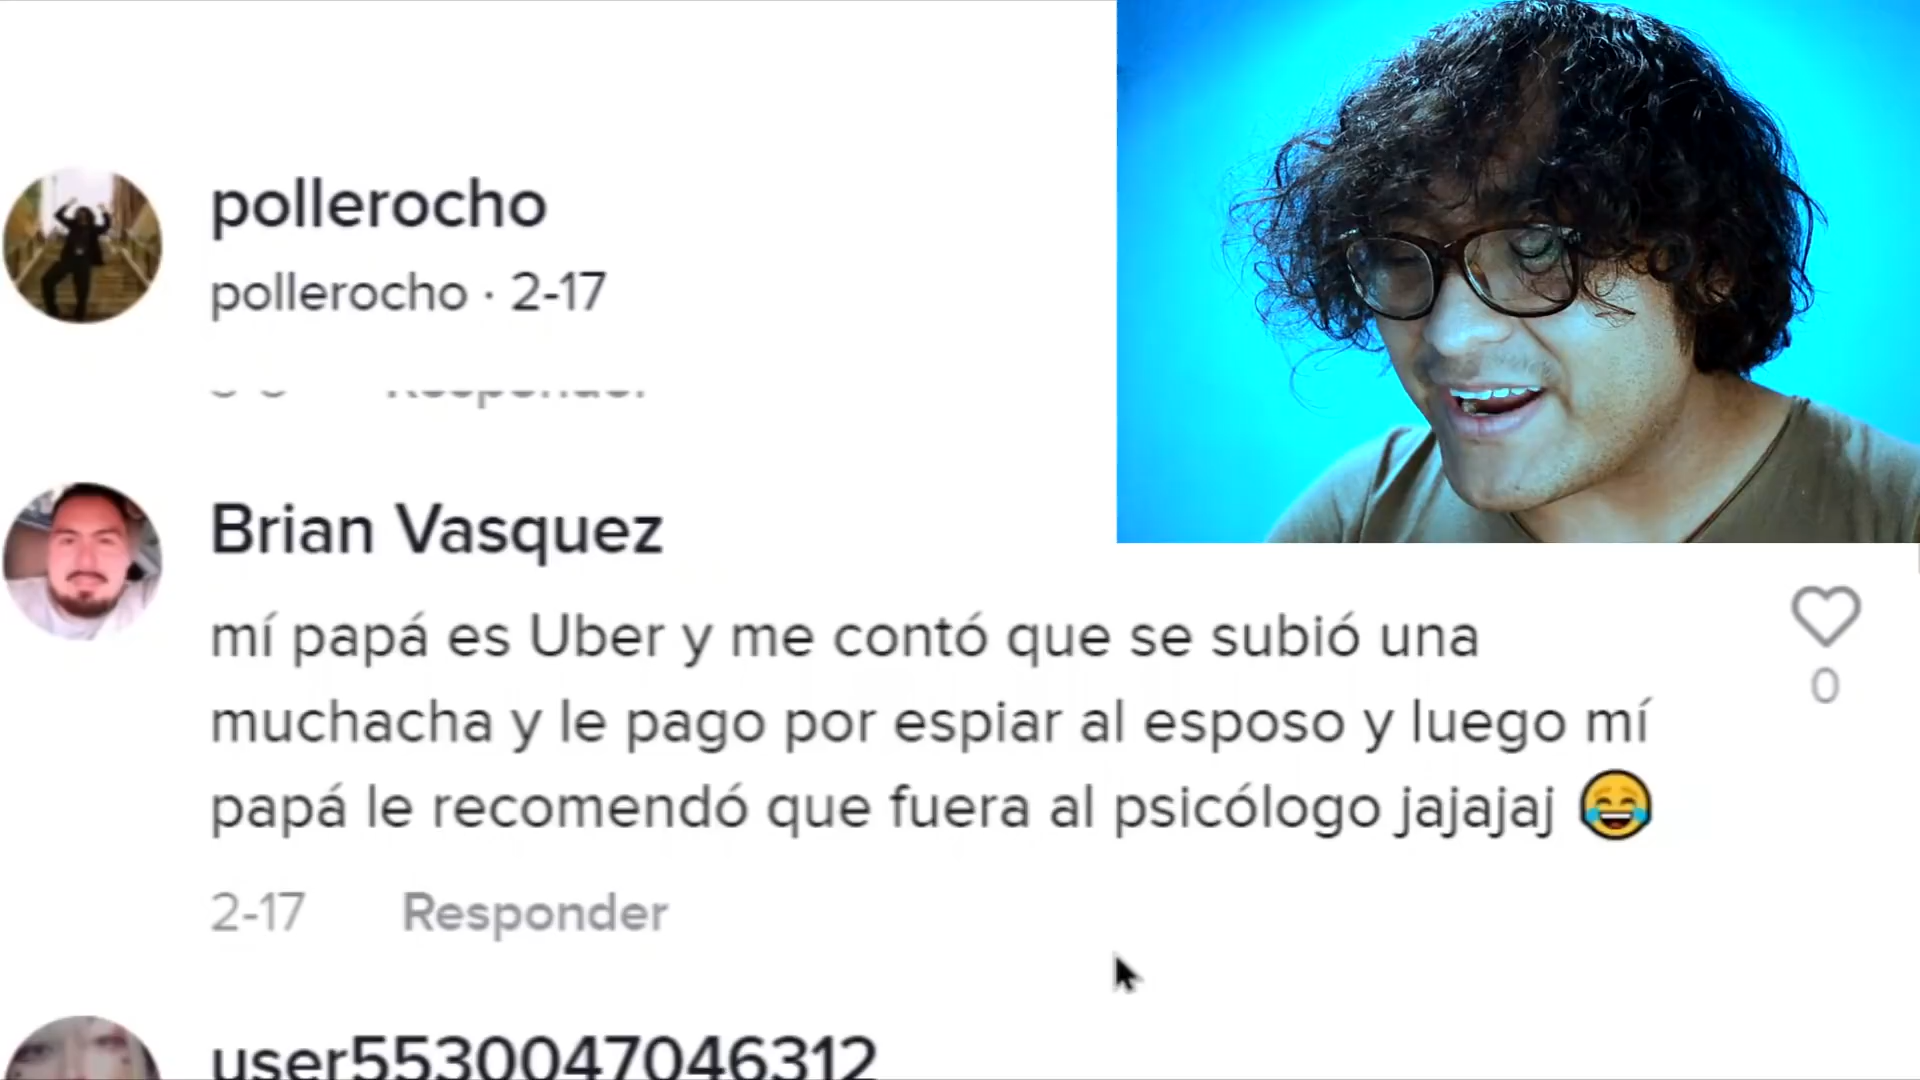 pollerocho
pollerocho · 2-17
Responder
Brian Vasquez
mí papá es Uber y me contó que se subió una
muchacha y le pago por espiar al esposo y luego mí
papá le recomendó que fuera al psicólogo jajajaj 😂
0
2-17 Responder
user5530047046312